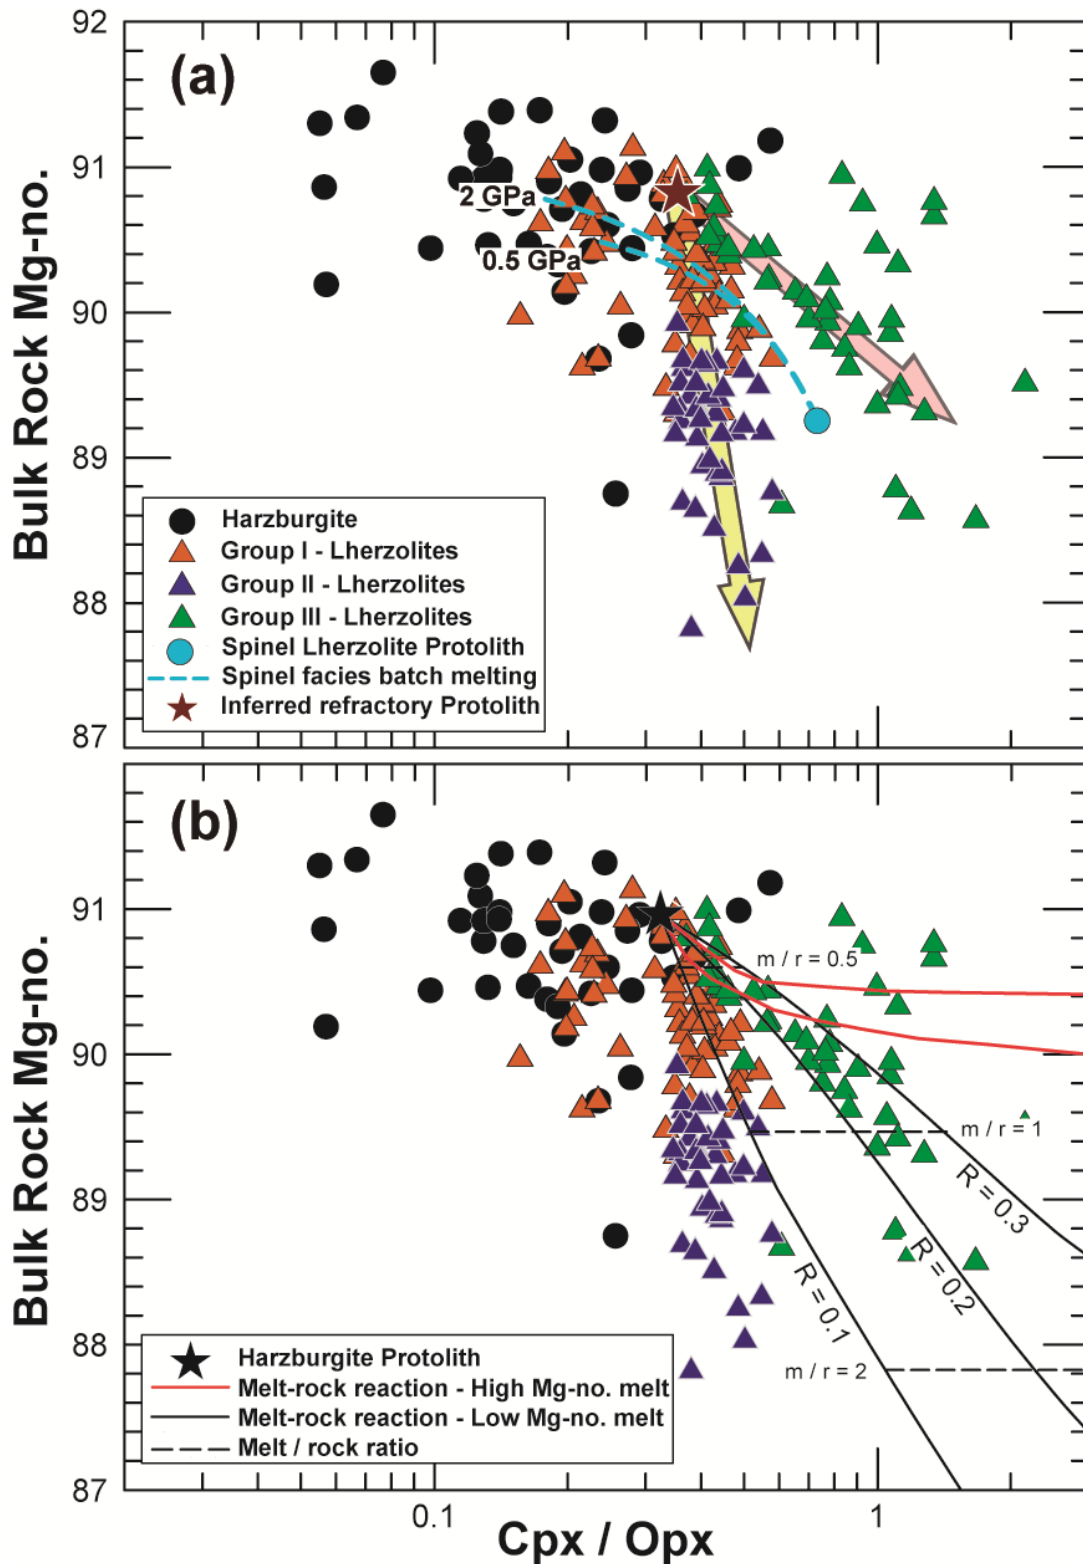 92
(a)
91
2 GPa
0.5 GPa
90
89
88
87
Bulk Rock Mg-no.
Harzburgite
Group I - Lherzolites
Group II - Lherzolites
Group III - Lherzolites
Spinel Lherzolite Protolith
Spinel facies batch melting
Inferred refractory Protolith
(b)
91
m / r = 0.5
90
m / r = 1
89
R = 0.3
R = 0.2
R = 0.1
88
m / r = 2
87
Bulk Rock Mg-no.
Harzburgite Protolith
Melt-rock reaction - High Mg-no. melt
Melt-rock reaction - Low Mg-no. melt
Melt / rock ratio
0.1
1
Cpx / Opx